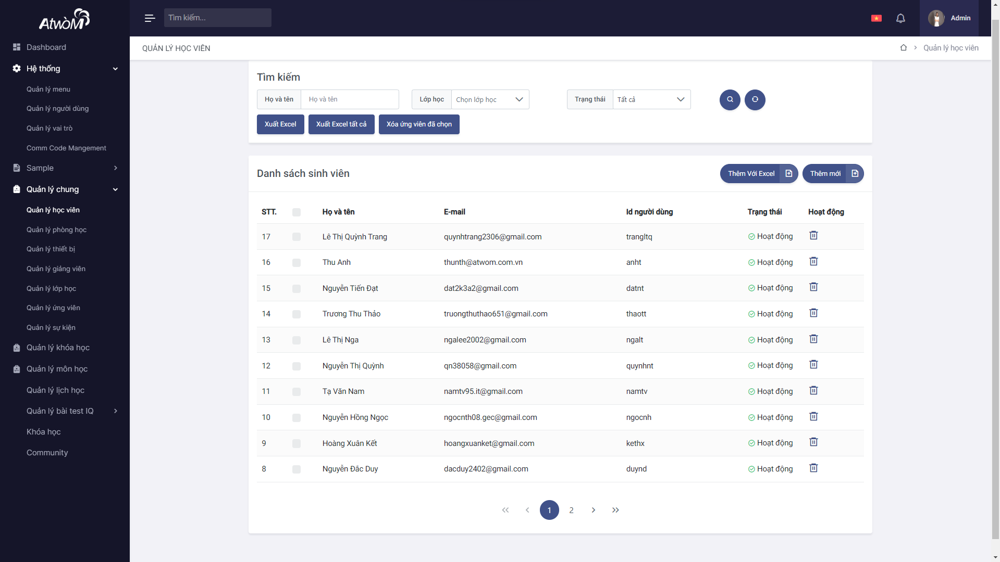 AtwoM
Tìm kiếm...
Admin
Dashboard
Hệ thống
Quản lý menu
Quản lý người dùng
Quản lý vai trò
Comm Code Mangement
Sample
Quản lý chung
Quản lý học viên
Quản lý phòng học
Quản lý thiết bị
Quản lý giảng viên
Quản lý lớp học
Quản lý ứng viên
Quản lý sự kiện
Quản lý khóa học
Quản lý môn học
Quản lý lịch học
Quản lý bài test IQ
Khóa học
Community
QUẢN LÝ HỌC VIÊN
Quản lý học viên
Tìm kiếm
Họ và tên Họ và tên Lớp học Chọn lớp học Trạng thái Tất cả
Xuất Excel Xuất Excel tất cả Xóa ứng viên đã chọn
Danh sách sinh viên Thêm Với Excel Thêm mới
STT. Họ và tên E-mail Id người dùng Trạng thái Hoạt động
17 Lê Thị Quỳnh Trang quynhtrang2306@gmail.com trangltq Hoạt động
16 Thu Anh thunth@atwom.com.vn anht Hoạt động
15 Nguyễn Tiến Đạt dat2k3a2@gmail.com datnt Hoạt động
14 Trương Thu Thảo truongthuthao651@gmail.com thaott Hoạt động
13 Lê Thị Nga ngalee2002@gmail.com ngalt Hoạt động
12 Nguyễn Thị Quỳnh qn38058@gmail.com quynhnt Hoạt động
11 Tạ Văn Nam namtv95.it@gmail.com namtv Hoạt động
10 Nguyễn Hồng Ngọc ngocnth08.gec@gmail.com ngocnh Hoạt động
9 Hoàng Xuân Kết hoangxuanket@gmail.com kethx Hoạt động
8 Nguyễn Đắc Duy dacduy2402@gmail.com duynd Hoạt động
1 2